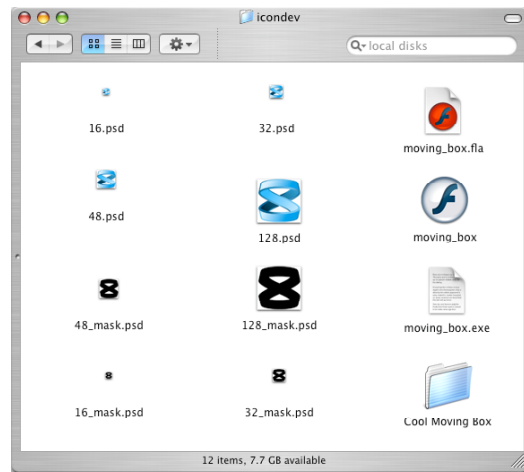 icondev
local disks
16.psd
32.psd
moving_box.fla
48.psd
128.psd
moving_box
48_mask.psd
128_mask.psd
moving_box.exe
16_mask.psd
32_mask.psd
Cool Moving Box
12 items, 7.7 GB available